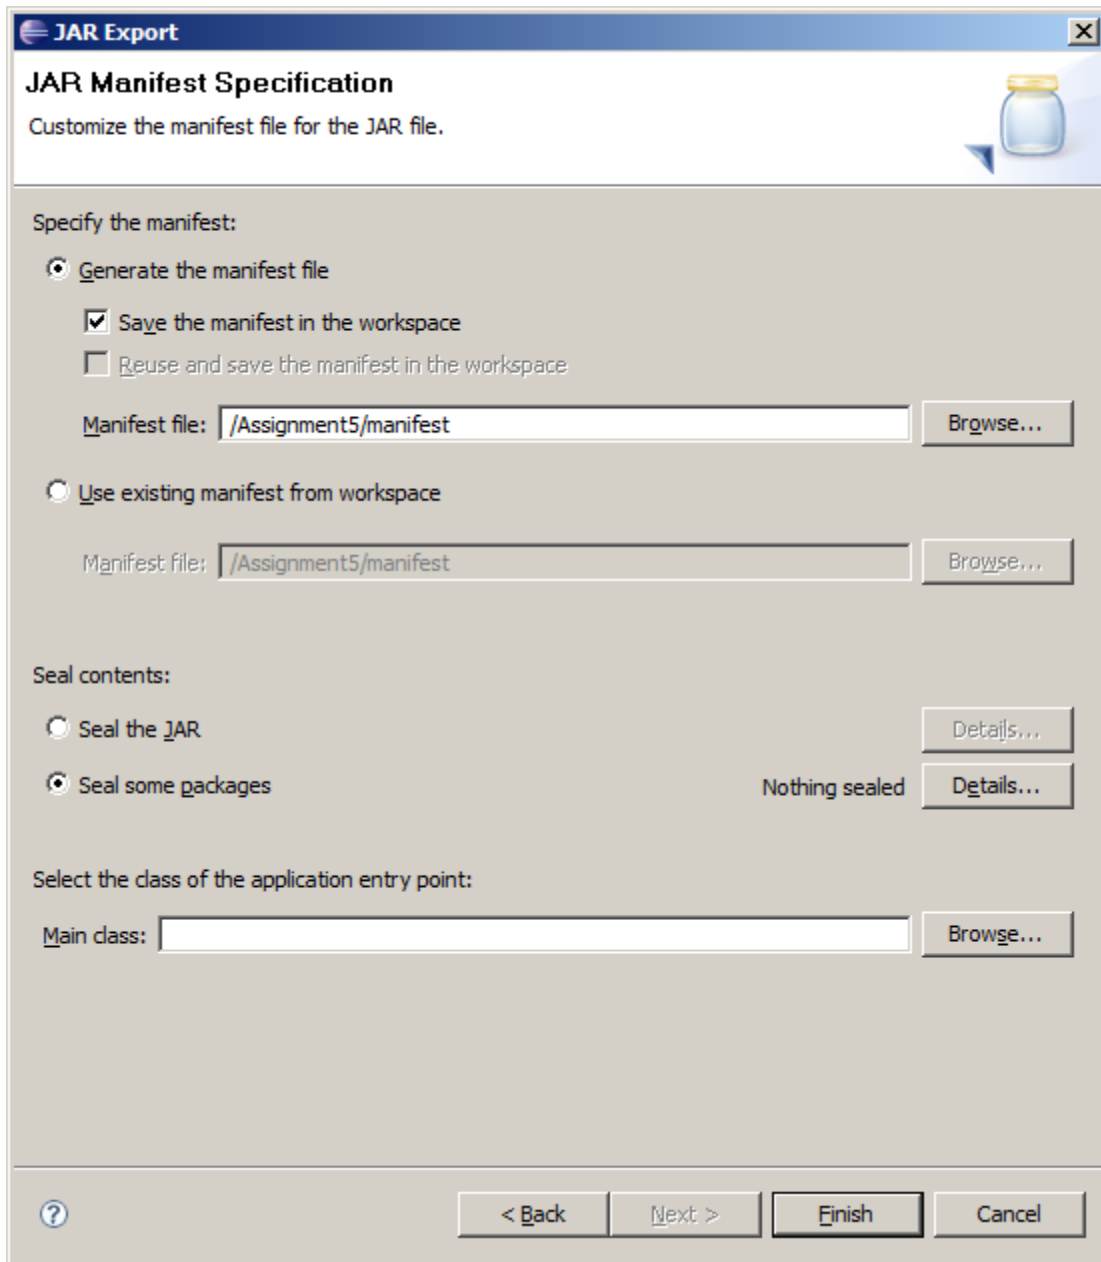 JAR Export
JAR Manifest Specification
Customize the manifest file for the JAR file.
Specify the manifest:
Generate the manifest file
Save the manifest in the workspace
Reuse and save the manifest in the workspace
Manifest file: /Assignment5/manifest Browse...
Use existing manifest from workspace
Manifest file: /Assignment5/manifest Browse...
Seal contents:
Seal the JAR Details...
Seal some packages Nothing sealed Details...
Select the class of the application entry point:
Main class: Browse...
? < Back Next > Finish Cancel